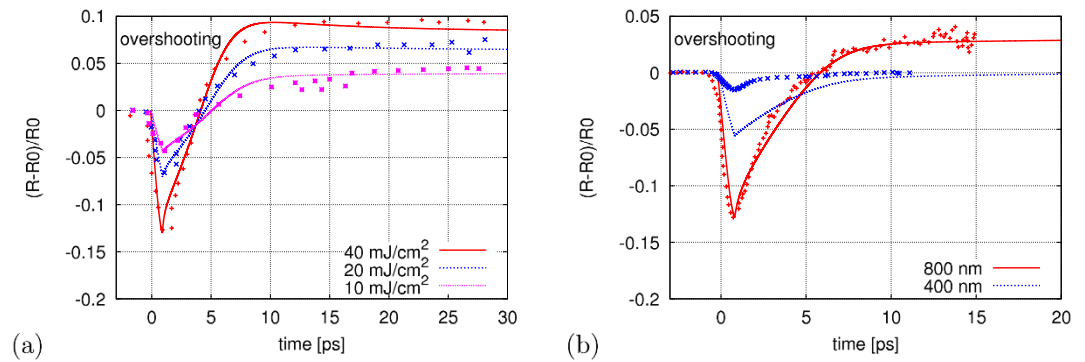 0.1
0.05
0
-0.05
-0.1
-0.15
-0.2
overshooting
(R-R0)/R0
40 mJ/cm²
20 mJ/cm²
10 mJ/cm²
0 5 10 15 20 25 30
time [ps]
(a)
0.05
0
-0.05
-0.1
-0.15
-0.2
overshooting
(R-R0)/R0
800 nm
400 nm
0 5 10 15 20
time [ps]
(b)